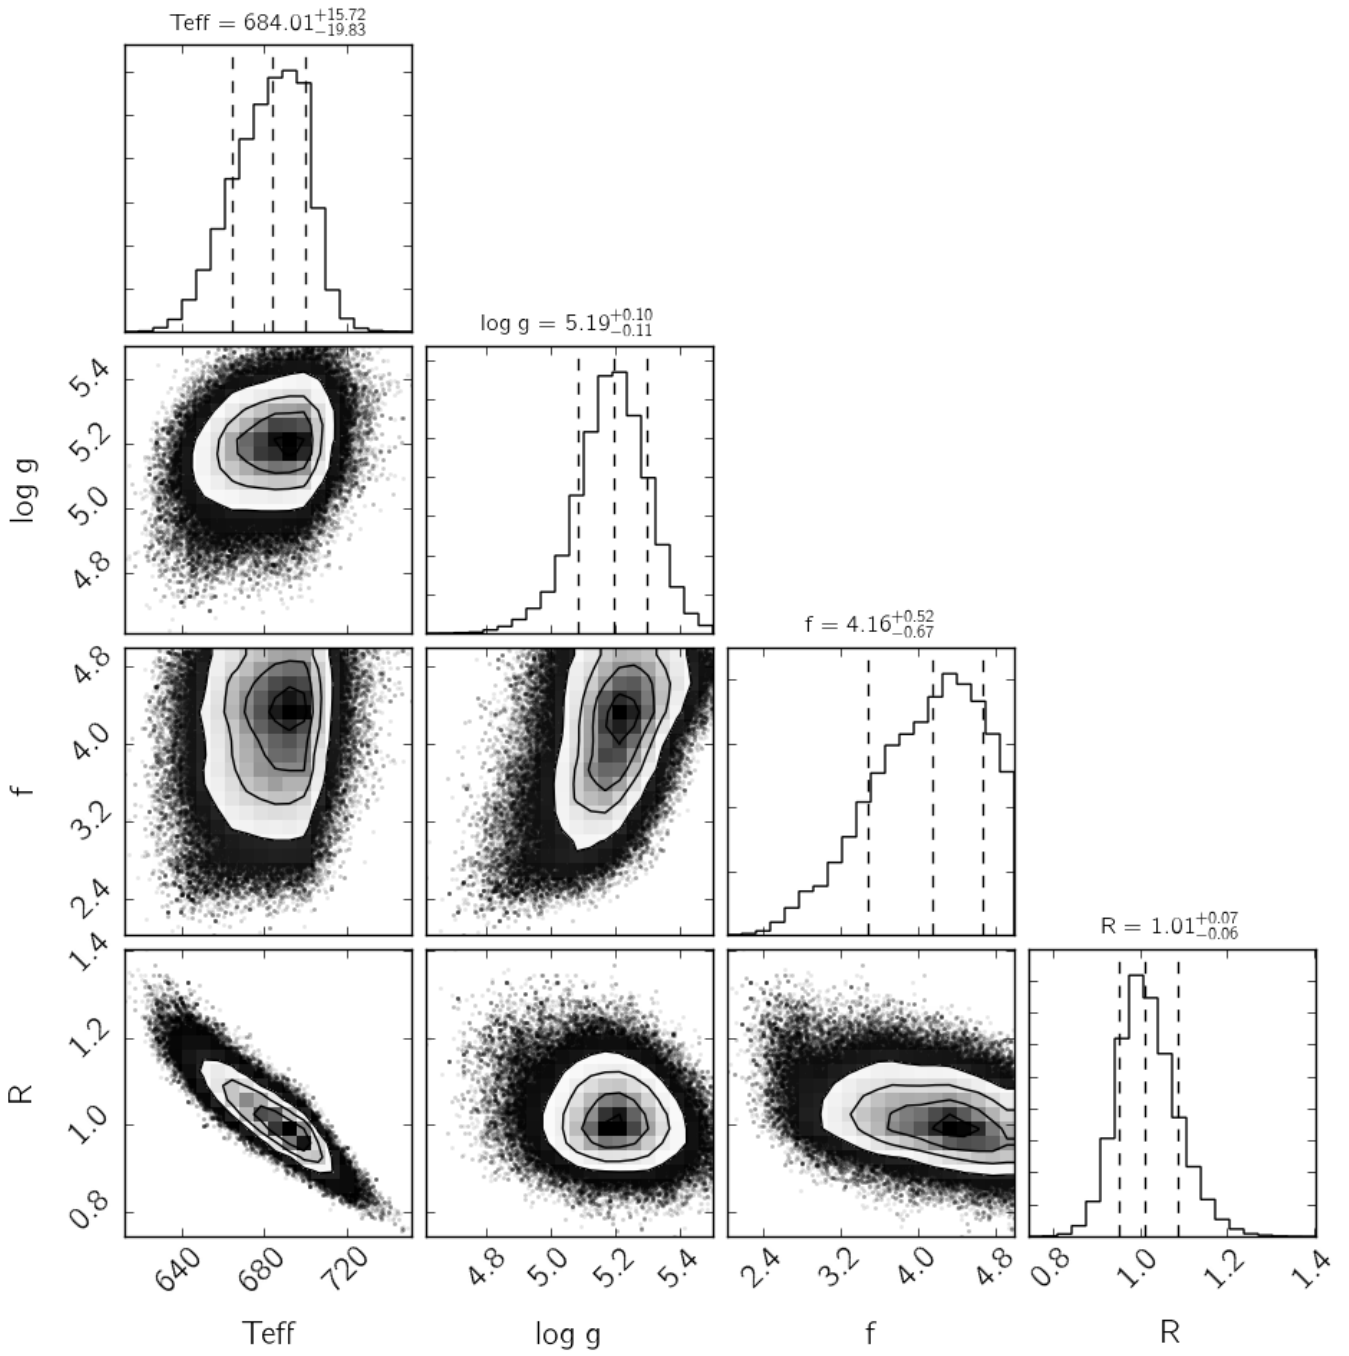 Teff = 684.01+15.72 −19.83
log g = 5.19+0.10 −0.11
5.4
5.2
5.0
4.8
log g
f = 4.16+0.52 −0.67
4.8
4.0
3.2
2.4
f
R = 1.01+0.07 −0.06
1.4
1.2
1.0
0.8
R
640 680 720 4.8 5.0 5.2 5.4 2.4 3.2 4.0 4.8 0.8 1.0 1.2 1.4
Teff log g f R